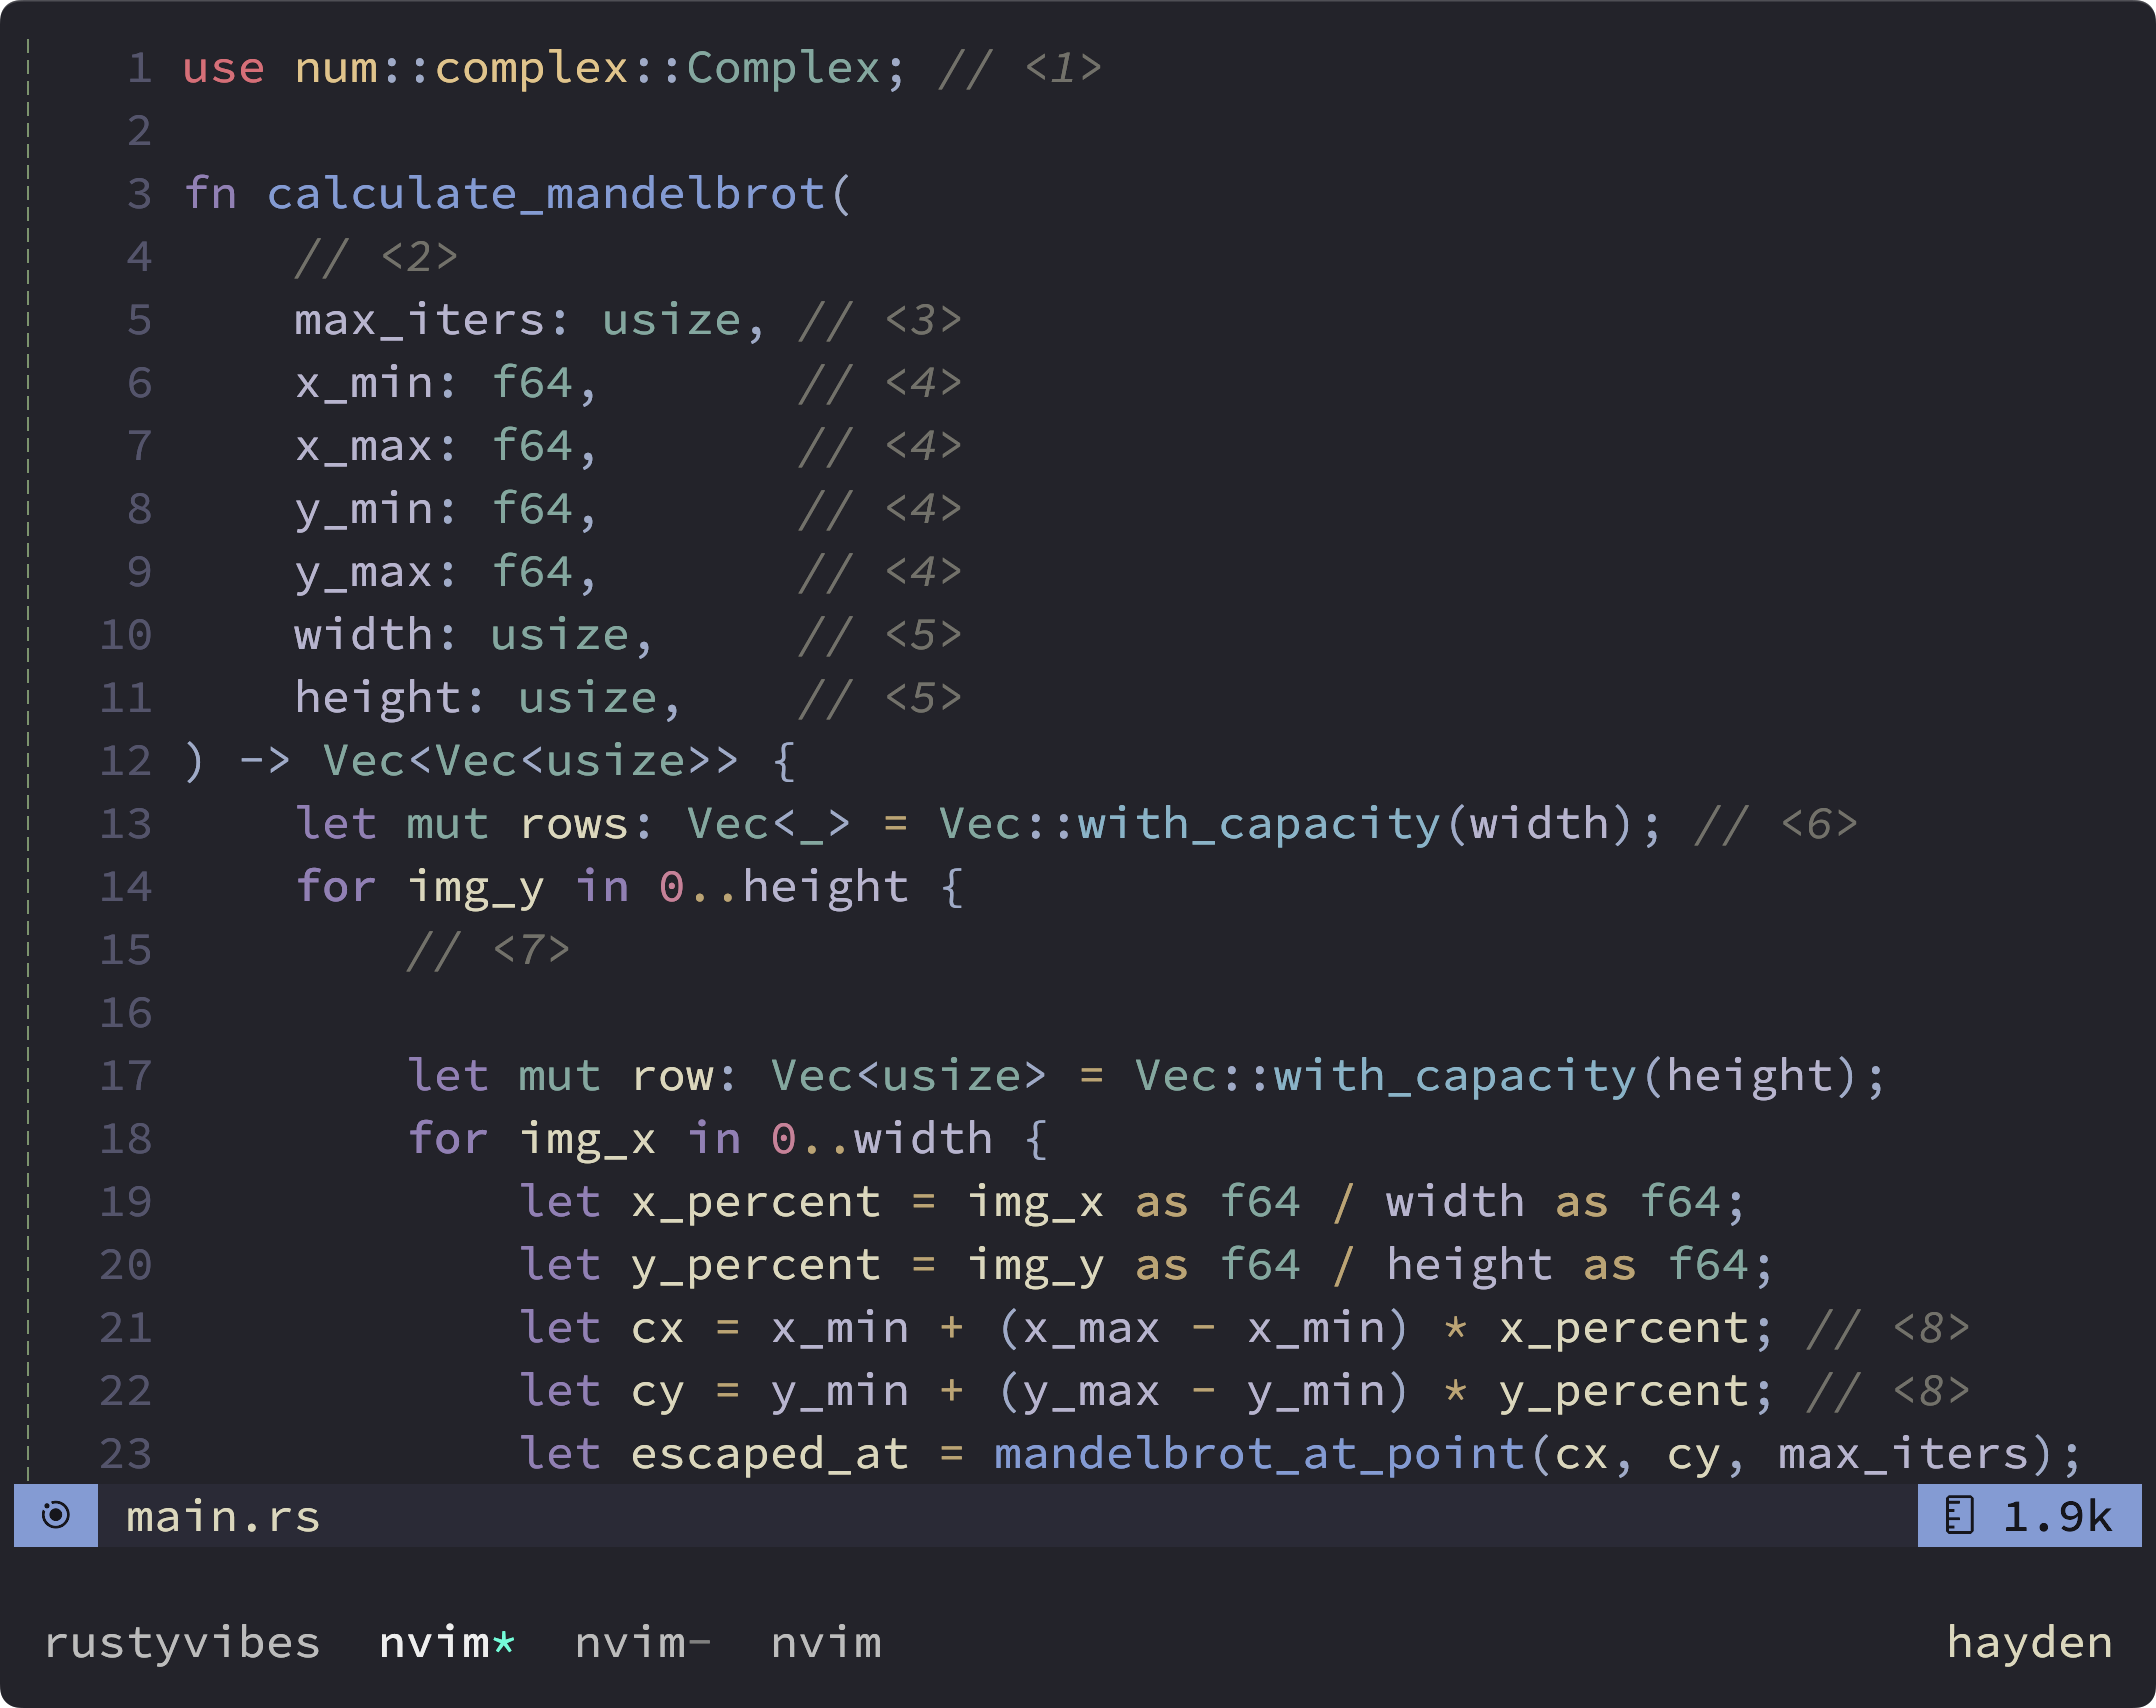 1 use num::complex::Complex; // <1>
2
3 fn calculate_mandelbrot(
4     // <2>
5     max_iters: usize, // <3>
6     x_min: f64,       // <4>
7     x_max: f64,       // <4>
8     y_min: f64,       // <4>
9     y_max: f64,       // <4>
10     width: usize,     // <5>
11     height: usize,    // <5>
12 ) -> Vec<Vec<usize>> {
13     let mut rows: Vec<_> = Vec::with_capacity(width); // <6>
14     for img_y in 0..height {
15         // <7>
16
17         let mut row: Vec<usize> = Vec::with_capacity(height);
18         for img_x in 0..width {
19             let x_percent = img_x as f64 / width as f64;
20             let y_percent = img_y as f64 / height as f64;
21             let cx = x_min + (x_max - x_min) * x_percent; // <8>
22             let cy = y_min + (y_max - y_min) * y_percent; // <8>
23             let escaped_at = mandelbrot_at_point(cx, cy, max_iters);
main.rs 1.9k
rustyvibes nvim* nvim- nvim hayden